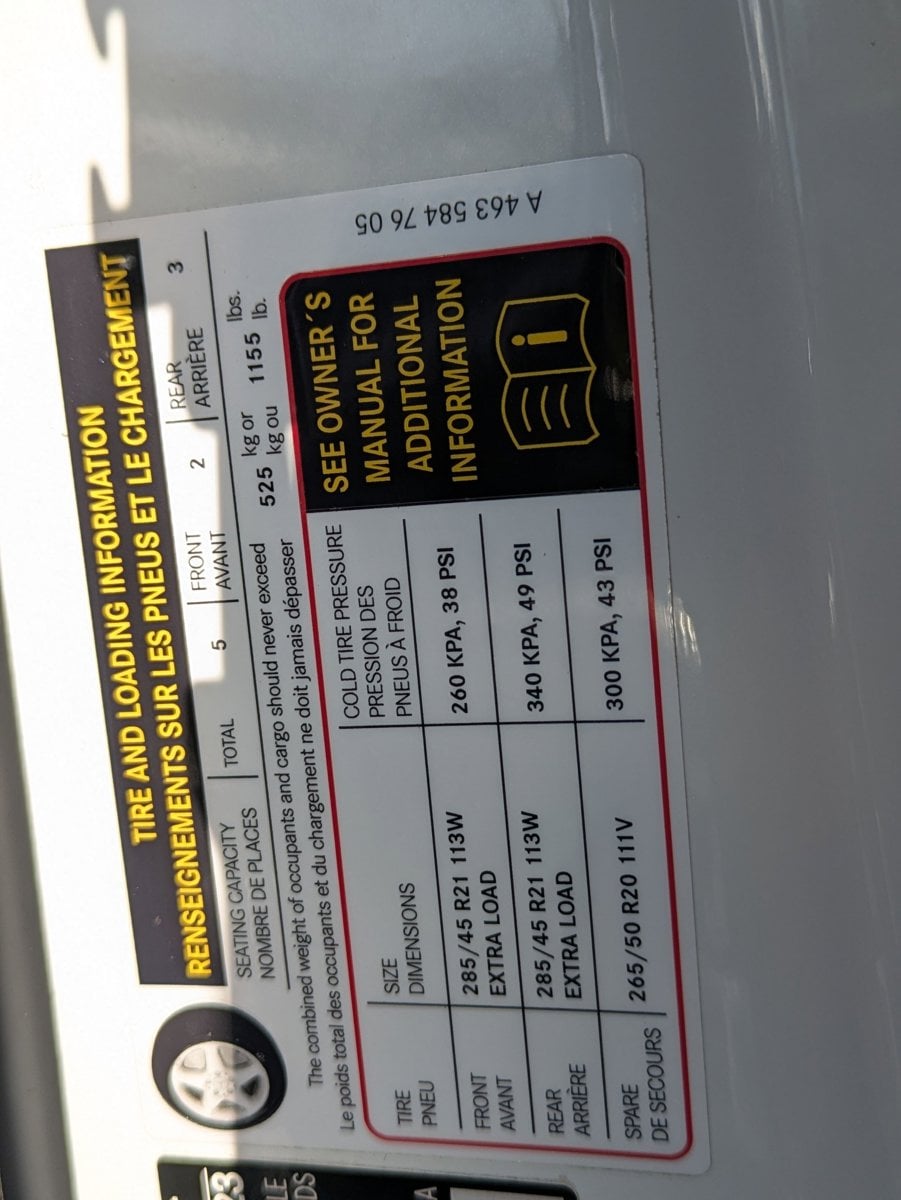 TIRE AND LOADING INFORMATION
RENSEIGNEMENTS SUR LES PNEUS ET LE CHARGEMENT
SEATING CAPACITY TOTAL 5 FRONT 2 REAR 3
NOMBRE DE PLACES AVANT ARRIÈRE
The combined weight of occupants and cargo should never exceed 525 kg or 1155 lbs.
Le poids total des occupants et du chargement ne doit jamais dépasser kg ou lb.
TIRE SIZE COLD TIRE PRESSURE
PNEU DIMENSIONS PRESSION DES
PNEUS À FROID
FRONT 285/45 R21 113W 260 KPA, 38 PSI
AVANT EXTRA LOAD
REAR 285/45 R21 113W 340 KPA, 49 PSI
ARRIÈRE EXTRA LOAD
SPARE 265/50 R20 111V 300 KPA, 43 PSI
DE SECOURS
SEE OWNER´S
MANUAL FOR
ADDITIONAL
INFORMATION
i
A 463 584 76 05
23
DS
A